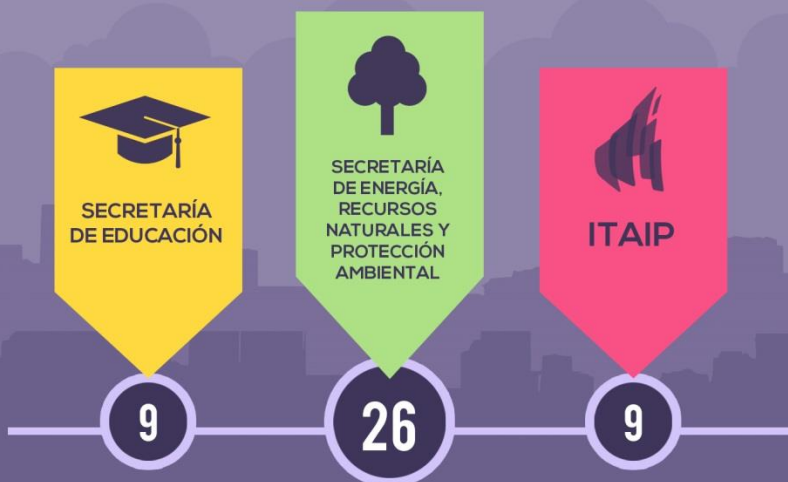 SECRETARÍA
DE EDUCACIÓN
SECRETARÍA
DE ENERGÍA,
RECURSOS
NATURALES Y
PROTECCIÓN
AMBIENTAL
ITAIP
9
26
9